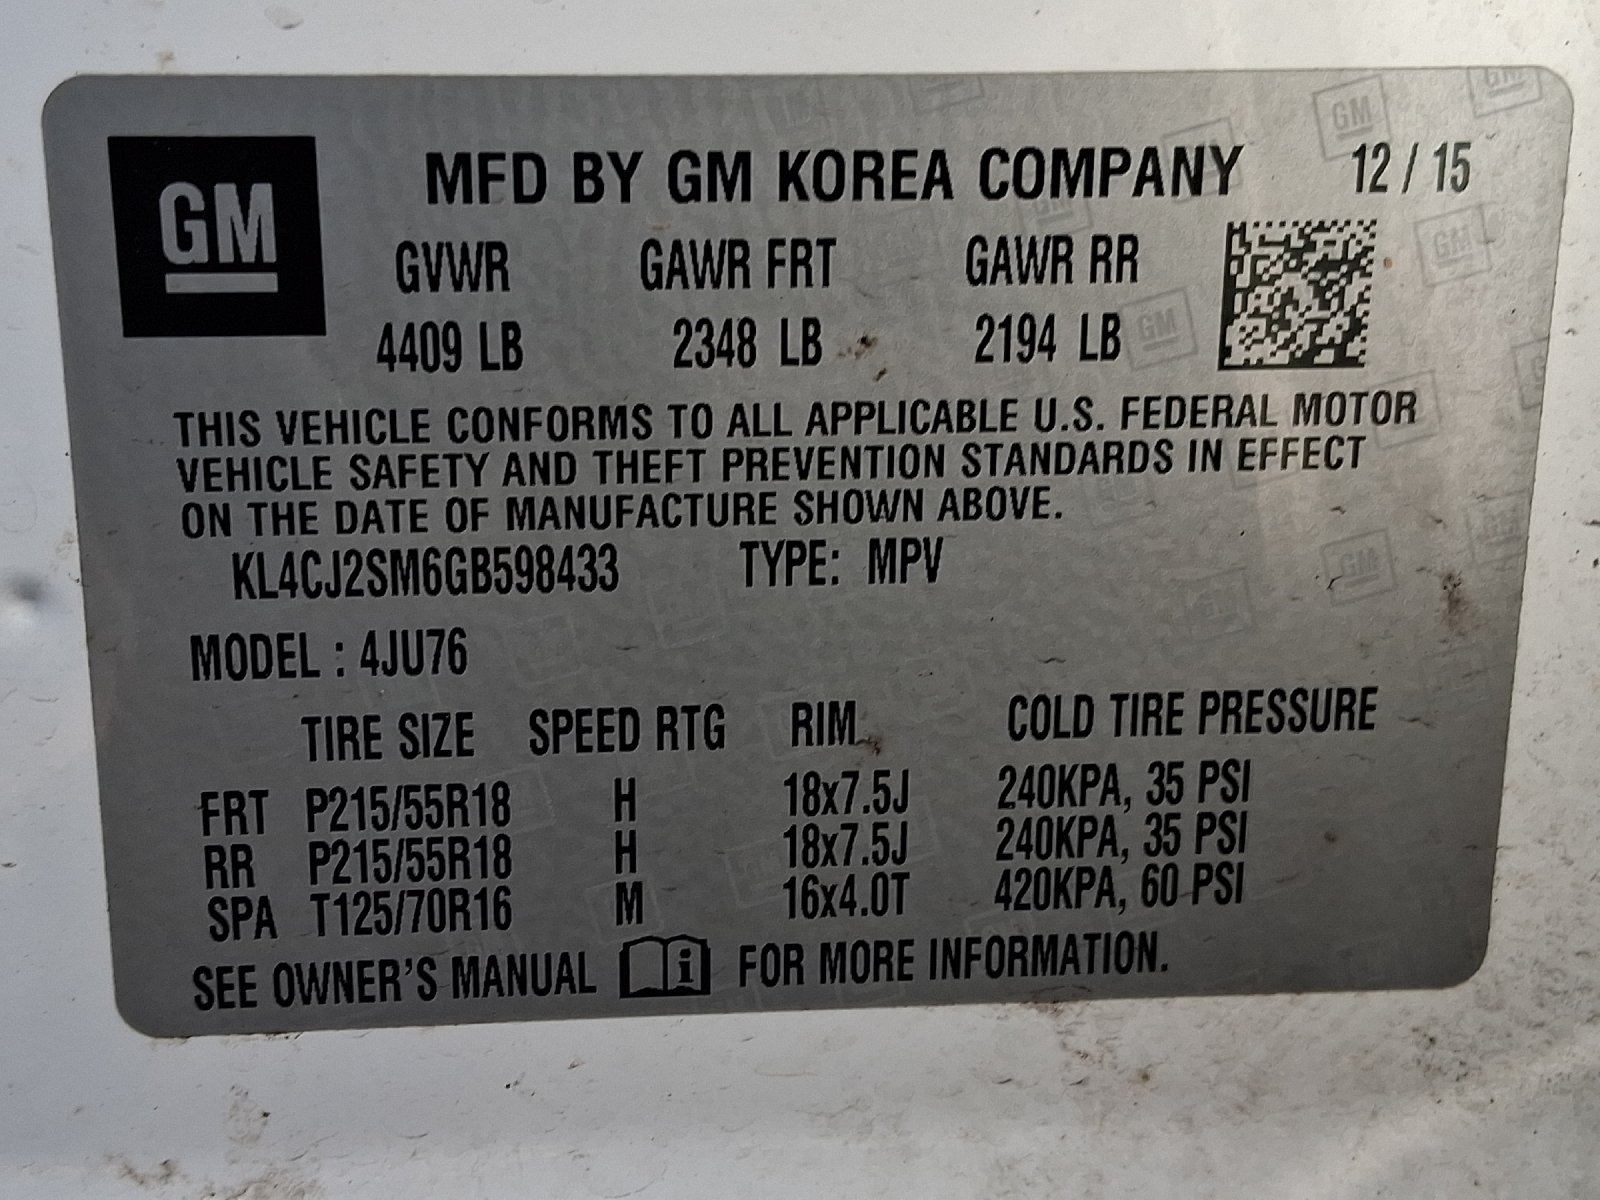 GM
MFD BY GM KOREA COMPANY 12 / 15
GVWR GAWR FRT GAWR RR
4409 LB 2348 LB 2194 LB
THIS VEHICLE CONFORMS TO ALL APPLICABLE U.S. FEDERAL MOTOR
VEHICLE SAFETY AND THEFT PREVENTION STANDARDS IN EFFECT
ON THE DATE OF MANUFACTURE SHOWN ABOVE.
KL4CJ2SM6GB598433 TYPE: MPV
MODEL : 4JU76
TIRE SIZE SPEED RTG RIM COLD TIRE PRESSURE
FRT P215/55R18 H 18x7.5J 240KPA, 35 PSI
RR P215/55R18 H 18x7.5J 240KPA, 35 PSI
SPA T125/70R16 M 16x4.0T 420KPA, 60 PSI
SEE OWNER'S MANUAL i FOR MORE INFORMATION.